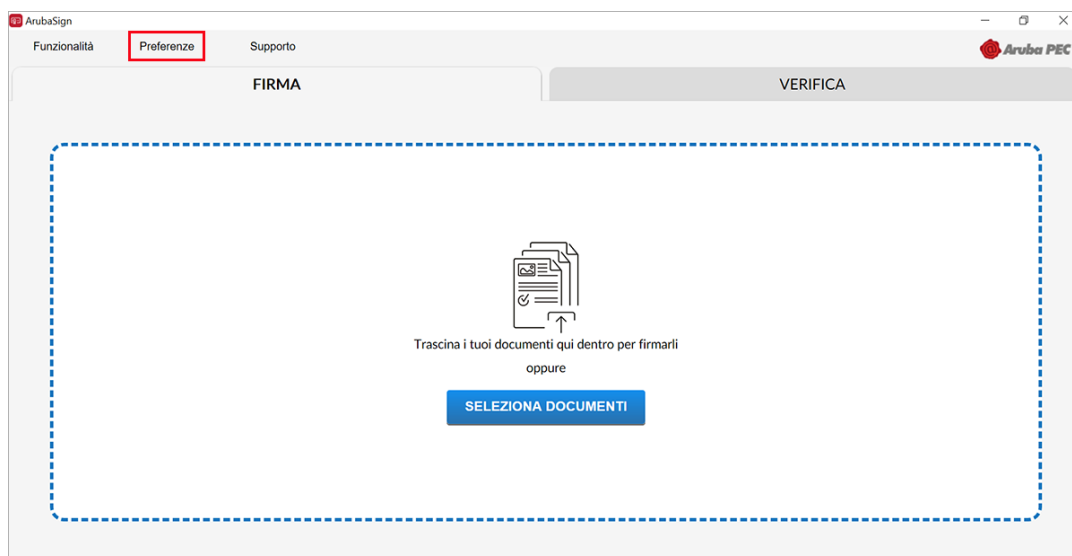 ArubaSign
Funzionalità Preferenze Supporto
Aruba PEC
FIRMA VERIFICA
Trascina i tuoi documenti qui dentro per firmarli
oppure
SELEZIONA DOCUMENTI